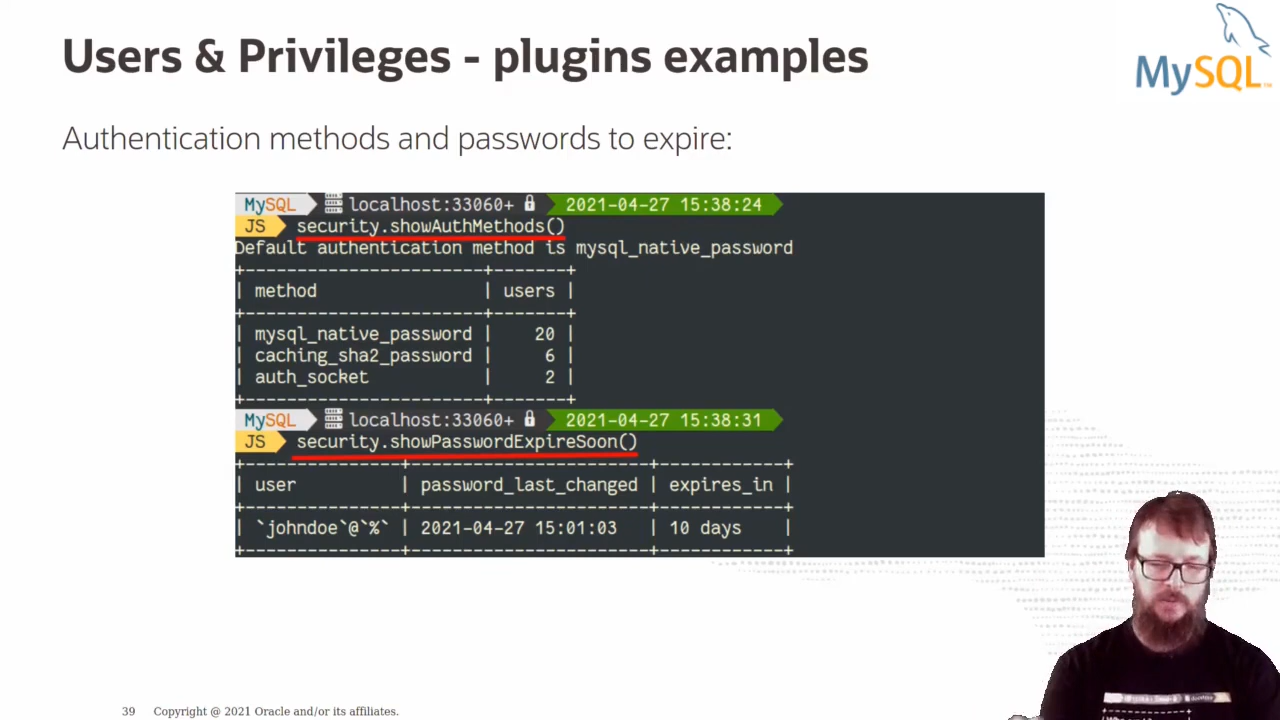 Users & Privileges - plugins examples
MySQL™
Authentication methods and passwords to expire:
MySQL localhost:33060+ 2021-04-27 15:38:24
JS security.showAuthMethods()
Default authentication method is mysql_native_password
+-------------------------+-------+
| method | users |
+-------------------------+-------+
| mysql_native_password | 20 |
| caching_sha2_password | 6 |
| auth_socket | 2 |
+-------------------------+-------+
MySQL localhost:33060+ 2021-04-27 15:38:31
JS security.showPasswordExpireSoon()
+----------------+-----------------------+------------+
| user | password_last_changed | expires_in |
+----------------+-----------------------+------------+
| `johndoe`@`%` | 2021-04-27 15:01:03 | 10 days |
+----------------+-----------------------+------------+
39 Copyright @ 2021 Oracle and/or its affiliates.